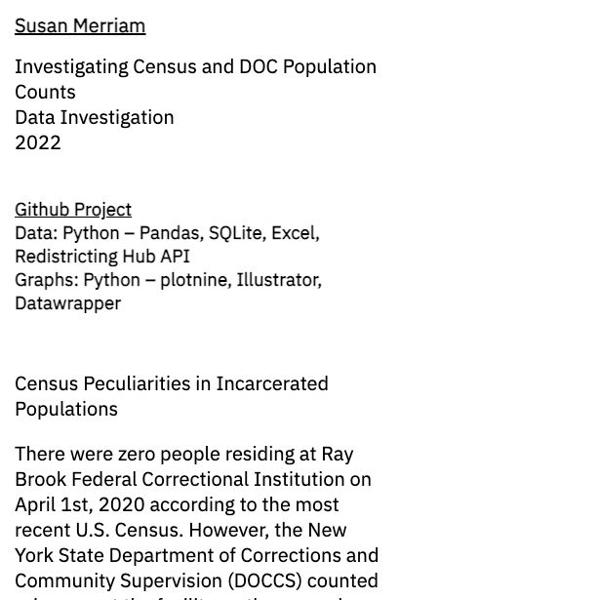 Susan Merriam
Investigating Census and DOC Population
Counts
Data Investigation
2022
Github Project
Data: Python – Pandas, SQLite, Excel,
Redistricting Hub API
Graphs: Python – plotnine, Illustrator,
Datawrapper
Census Peculiarities in Incarcerated
Populations
There were zero people residing at Ray
Brook Federal Correctional Institution on
April 1st, 2020 according to the most
recent U.S. Census. However, the New
York State Department of Corrections and
Community Supervision (DOCCS) counted